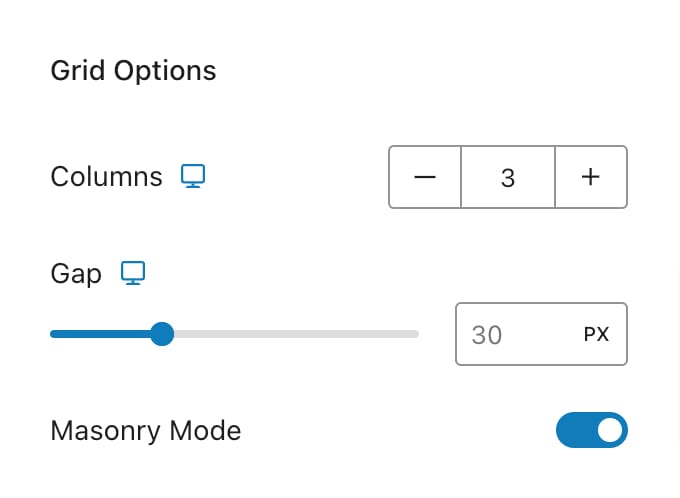 Grid Options
Columns
— 3 +
Gap
30 PX
Masonry Mode